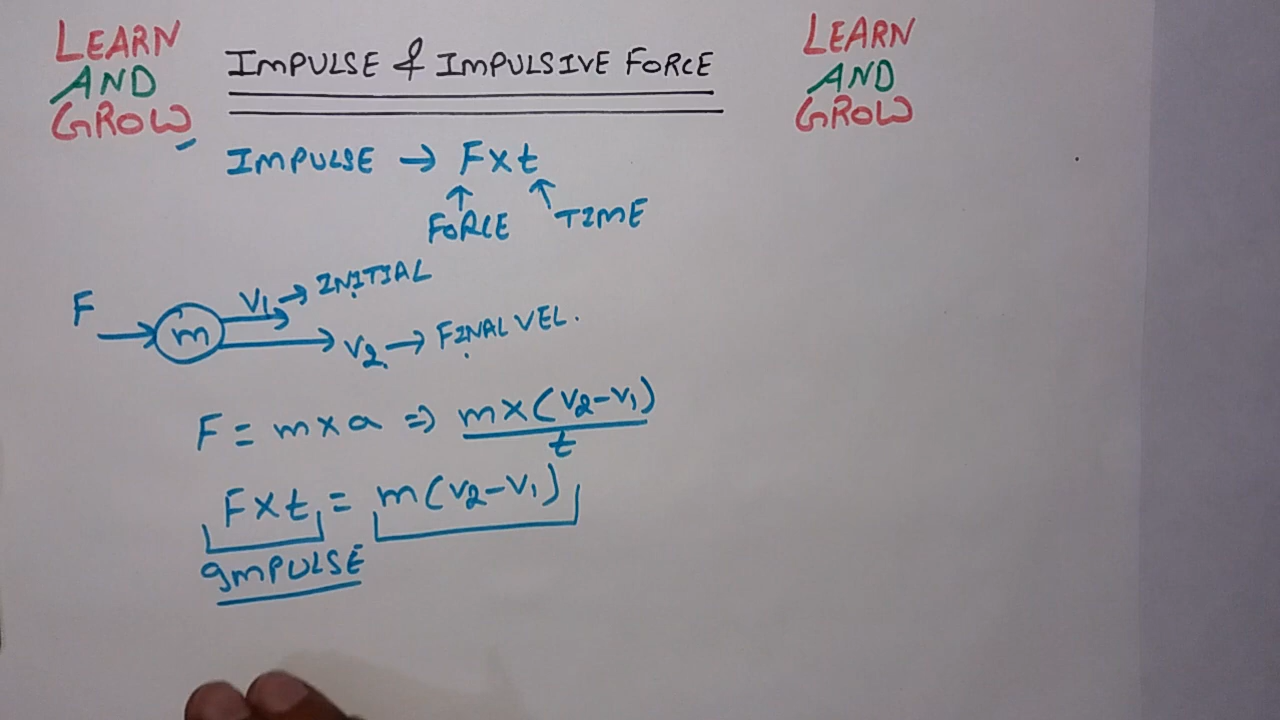 LEARN
AND
GROW
IMPULSE & IMPULSIVE FORCE
LEARN
AND
GROW
IMPULSE → F×t
FORCE
TIME
F
m
V1 → INITIAL
V2 → FINAL VEL.
F = m×a ⇒ m×(V2-V1)
t
F×t = m(V2-V1)
IMPULSE